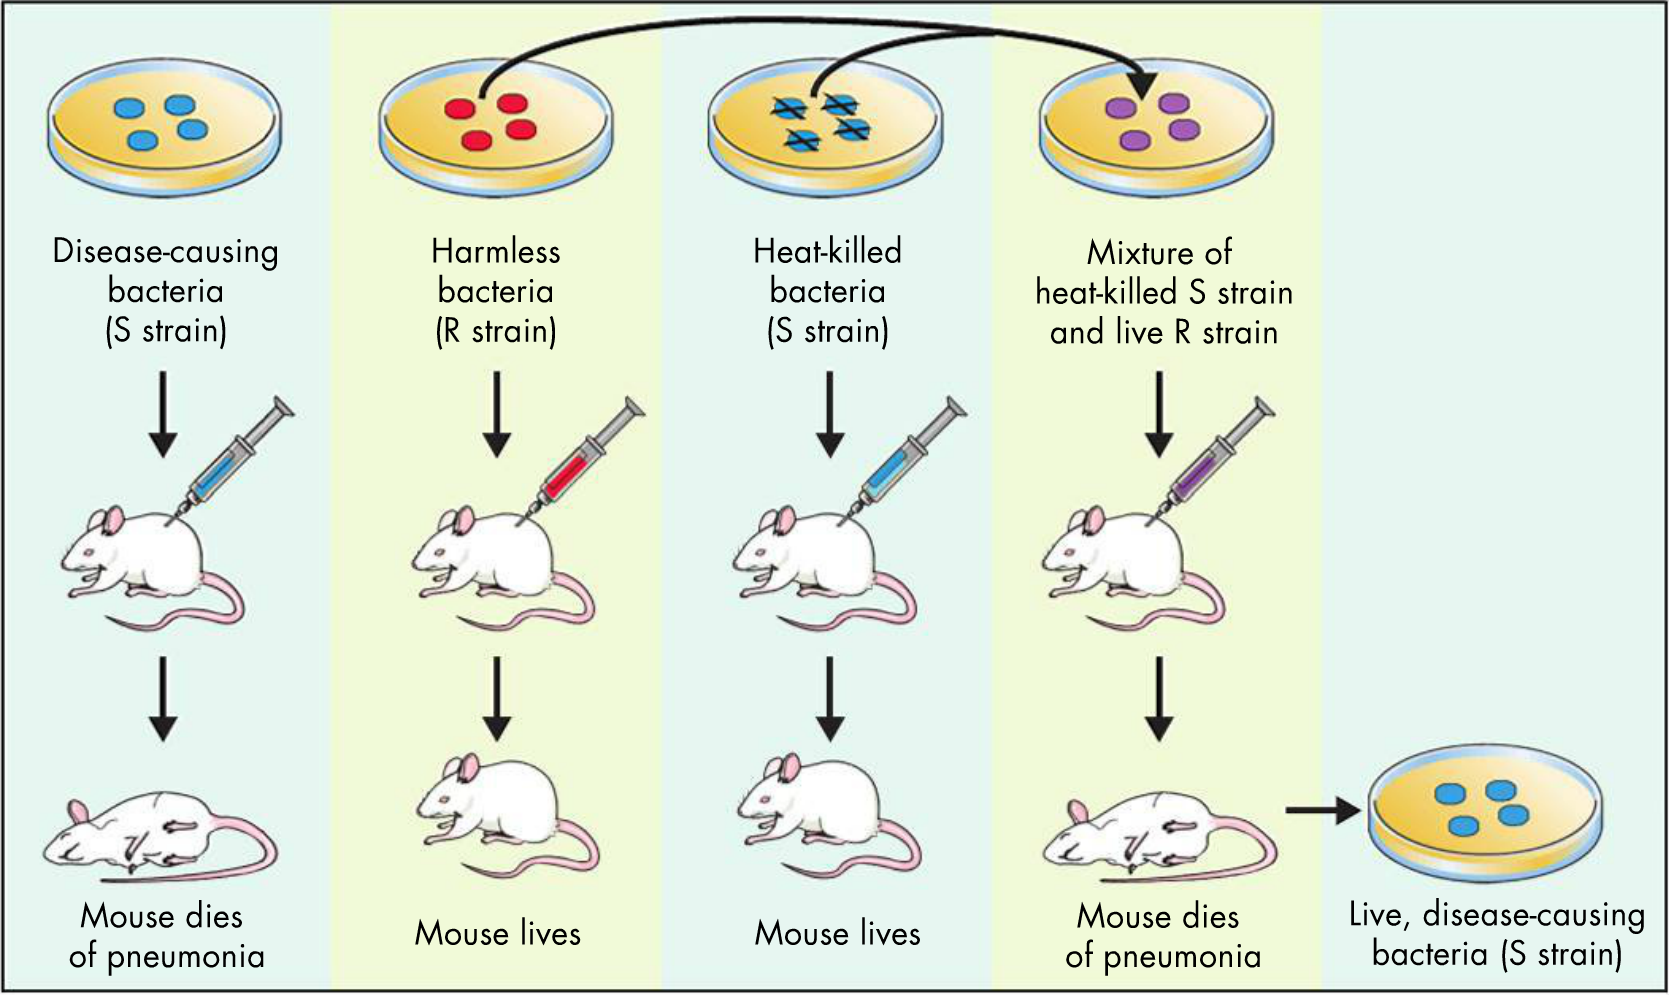 Disease-causing
bacteria
(S strain)
Harmless
bacteria
(R strain)
Heat-killed
bacteria
(S strain)
Mixture of
heat-killed S strain
and live R strain
Mouse dies
of pneumonia
Mouse lives
Mouse lives
Mouse dies
of pneumonia
Live, disease-causing
bacteria (S strain)